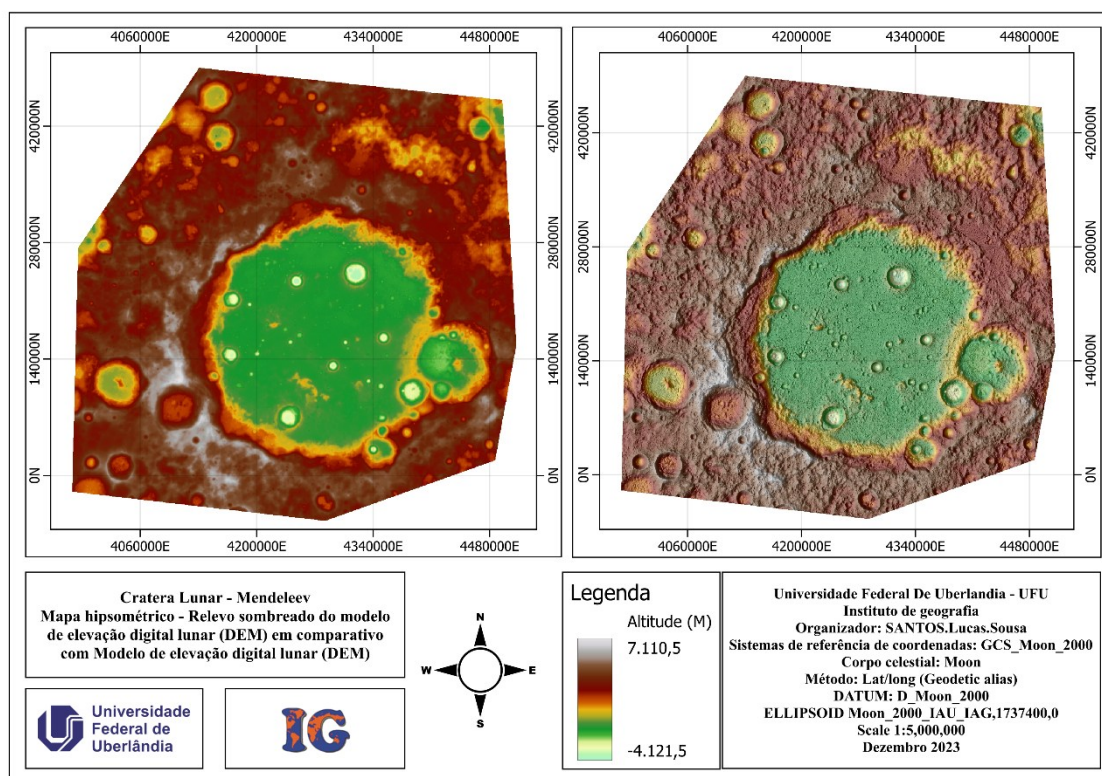 4060000E 4200000E 4340000E 4480000E
4060000E 4200000E 4340000E 4480000E
420000N
280000N
140000N
0N
420000N
280000N
140000N
0N
420000N
280000N
140000N
0N
4060000E 4200000E 4340000E 4480000E
4060000E 4200000E 4340000E 4480000E
Cratera Lunar - Mendeleev
Mapa hipsométrico - Relevo sombreado do modelo
de elevação digital lunar (DEM) em comparativo
com Modelo de elevação digital lunar (DEM)
Universidade
Federal de
Uberlândia
IG
N
W E
S
Legenda
Altitude (M)
7.110,5
-4.121,5
Universidade Federal De Uberlandia - UFU
Instituto de geografia
Organizador: SANTOS.Lucas.Sousa
Sistemas de referência de coordenadas: GCS_Moon_2000
Corpo celestial: Moon
Método: Lat/long (Geodetic alias)
DATUM: D_Moon_2000
ELLIPSOID Moon_2000_IAU_IAG,1737400,0
Scale 1:5,000,000
Dezembro 2023